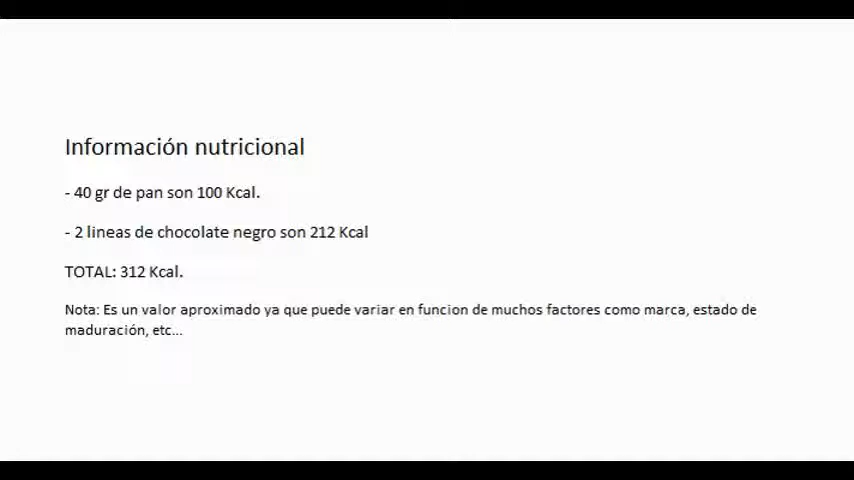 Información nutricional
- 40 gr de pan son 100 Kcal.
- 2 lineas de chocolate negro son 212 Kcal
TOTAL: 312 Kcal.
Nota: Es un valor aproximado ya que puede variar en funcion de muchos factores como marca, estado de
maduración, etc...